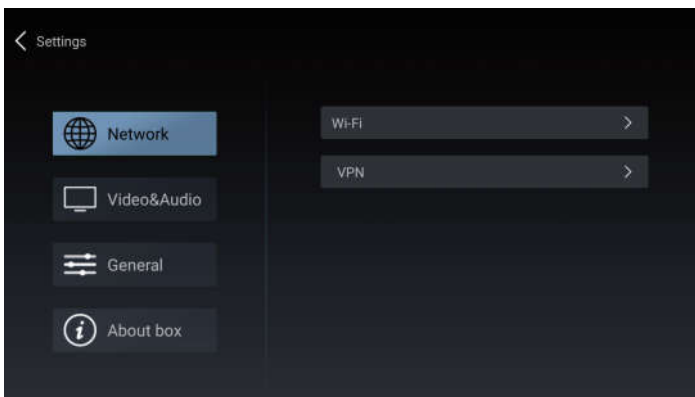 Settings
Network
Video&Audio
General
About box
Wi-Fi
VPN